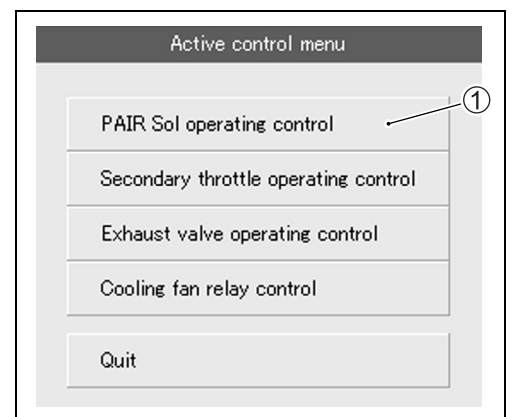 Active control menu
①
PAIR Sol operating control
Secondary throttle operating control
Exhaust valve operating control
Cooling fan relay control
Quit